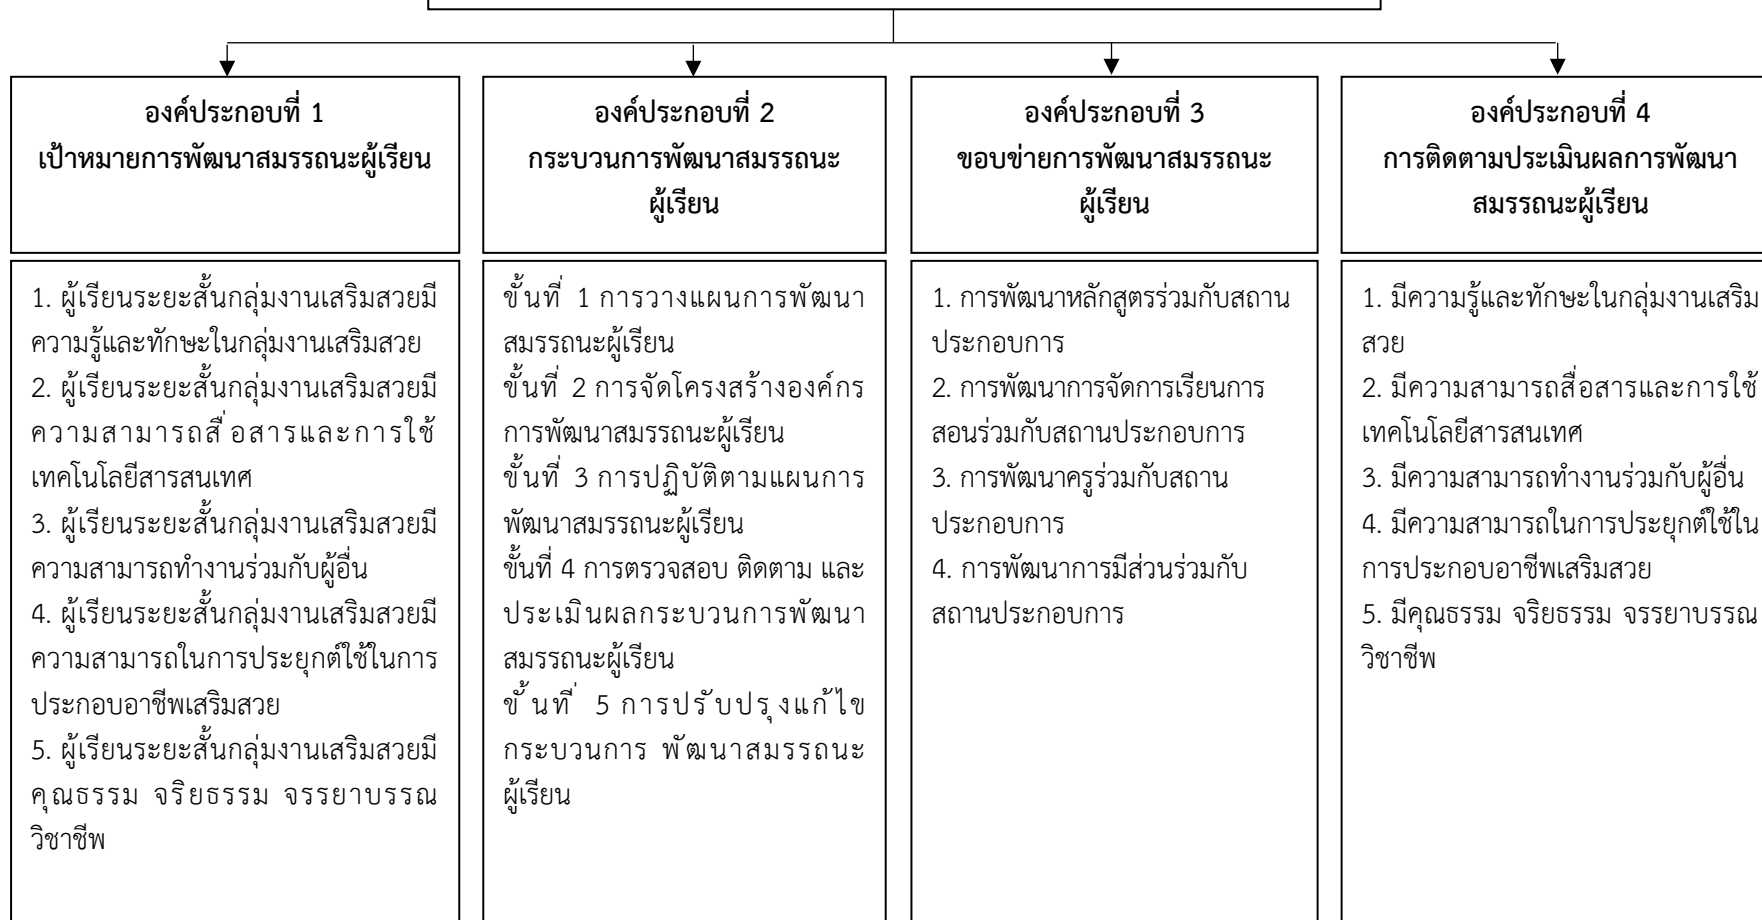 องค์ประกอบที่ 1
เป้าหมายการพัฒนาสมรรถนะผู้เรียน
องค์ประกอบที่ 2
กระบวนการพัฒนาสมรรถนะ
ผู้เรียน
องค์ประกอบที่ 3
ขอบข่ายการพัฒนาสมรรถนะ
ผู้เรียน
องค์ประกอบที่ 4
การติดตามประเมินผลการพัฒนา
สมรรถนะผู้เรียน
1. ผู้เรียนระยะสั้นกลุ่มงานเสริมสวยมี
ความรู้และทักษะในกลุ่มงานเสริมสวย
2. ผู้เรียนระยะสั้นกลุ่มงานเสริมสวยมี
ความสามารถสื่อสารและการใช้
เทคโนโลยีสารสนเทศ
3. ผู้เรียนระยะสั้นกลุ่มงานเสริมสวยมี
ความสามารถทำงานร่วมกับผู้อื่น
4. ผู้เรียนระยะสั้นกลุ่มงานเสริมสวยมี
ความสามารถในการประยุกต์ใช้ในการ
ประกอบอาชีพเสริมสวย
5. ผู้เรียนระยะสั้นกลุ่มงานเสริมสวยมี
คุณธรรม จริยธรรม จรรยาบรรณ
วิชาชีพ
ขั้นที่ 1 การวางแผนการพัฒนา
สมรรถนะผู้เรียน
ขั้นที่ 2 การจัดโครงสร้างองค์กร
การพัฒนาสมรรถนะผู้เรียน
ขั้นที่ 3 การปฏิบัติตามแผนการ
พัฒนาสมรรถนะผู้เรียน
ขั้นที่ 4 การตรวจสอบ ติดตาม และ
ประเมินผลกระบวนการพัฒนา
สมรรถนะผู้เรียน
ขั้นที่ 5 การปรับปรุงแก้ไข
กระบวนการ พัฒนาสมรรถนะ
ผู้เรียน
1. การพัฒนาหลักสูตรร่วมกับสถาน
ประกอบการ
2. การพัฒนาการจัดการเรียนการ
สอนร่วมกับสถานประกอบการ
3. การพัฒนาครูร่วมกับสถาน
ประกอบการ
4. การพัฒนาการมีส่วนร่วมกับ
สถานประกอบการ
1. มีความรู้และทักษะในกลุ่มงานเสริม
สวย
2. มีความสามารถสื่อสารและการใช้
เทคโนโลยีสารสนเทศ
3. มีความสามารถทำงานร่วมกับผู้อื่น
4. มีความสามารถในการประยุกต์ใช้ใน
การประกอบอาชีพเสริมสวย
5. มีคุณธรรม จริยธรรม จรรยาบรรณ
วิชาชีพ